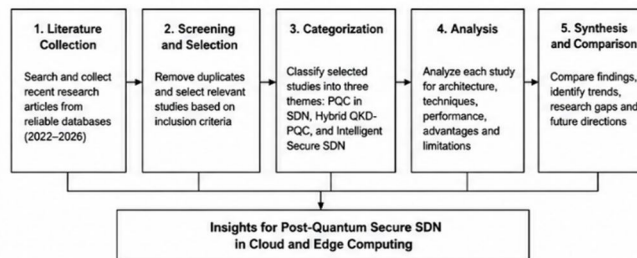 1. Literature
Collection
Search and collect
recent research
articles from
reliable databases
(2022–2026)
2. Screening
and Selection
Remove duplicates
and select relevant
studies based on
inclusion criteria
3. Categorization
Classify selected
studies into three
themes: PQC in
SDN, Hybrid QKD-
PQC, and Intelligent
Secure SDN
4. Analysis
Analyze each study
for architecture,
techniques,
performance,
advantages and
limitations
5. Synthesis
and Comparison
Compare findings,
identify trends,
research gaps and
future directions
Insights for Post-Quantum Secure SDN
in Cloud and Edge Computing